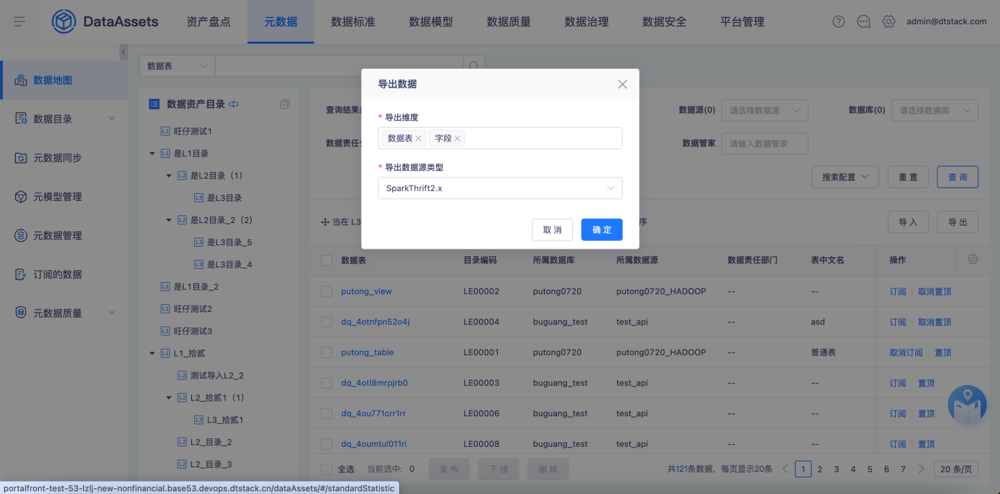 DataAssets
资产盘点
元数据
数据标准
数据模型
数据质量
数据治理
数据安全
平台管理
admin@dtstack.com
数据地图
数据目录
元数据同步
元模型管理
元数据管理
订阅的数据
元数据质量
数据表
数据资产目录
L1 旺仔测试1
L1 是L1目录
L2 是L2目录（1）
L3 是L3目录
L2 是L2目录_2（2）
L3 是L3目录_5
L3 是L3目录_4
L1 是L1目录_2
L1 旺仔测试2
L1 旺仔测试3
L1 L1_拾贰
L2 测试导入L2_2
L2 L2_拾贰1（1）
L3 L3_拾贰1
L2 L2_目录_2
L2 L2_目录_3
查询结果
数据源(0) 请选择数据源
数据库(0) 请选择数据库
数据责任
数据管家 请输入数据管家
搜索配置 重 置 查 询
当在 L3
序
导 入 导 出
导出数据
* 导出维度
数据表 字段
* 导出数据源类型
SparkThrift2.x
取 消 确 定
数据表 目录编码 所属数据库 所属数据源 数据责任部门 表中文名 操作
putong_view LE00002 putong0720 putong0720_HADOOP -- -- 订阅 取消置顶
dq_4otnfpn52o4j LE00004 buguang_test test_api -- asd 订阅 取消置顶
putong_table LE00001 putong0720 putong0720_HADOOP -- 普通表 取消订阅 置顶
dq_4otl8mrpjrb0 LE00003 buguang_test test_api -- -- 订阅 置顶
dq_4ou771crr1rr LE00006 buguang_test test_api -- -- 订阅 置顶
dq_4oumtul011ri LE00008 buguang_test test_api -- -- 订阅 置顶
全选 当前选中: 0 发 布 下 线 删 除 共121条数据，每页显示20条 1 2 3 4 5 6 7 20 条/页
portalfront-test-53-lzlj-new-nonfinancial.base53.devops.dtstack.cn/dataAssets/#/standardStatistic